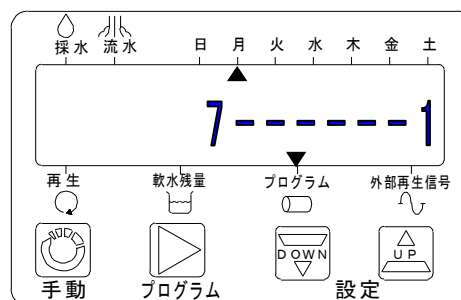 採水 流水 日 月 火 水 木 金 土
7------1
再生 軟水残量 プログラム 外部再生信号
DOWN UP
手動 プログラム 設定